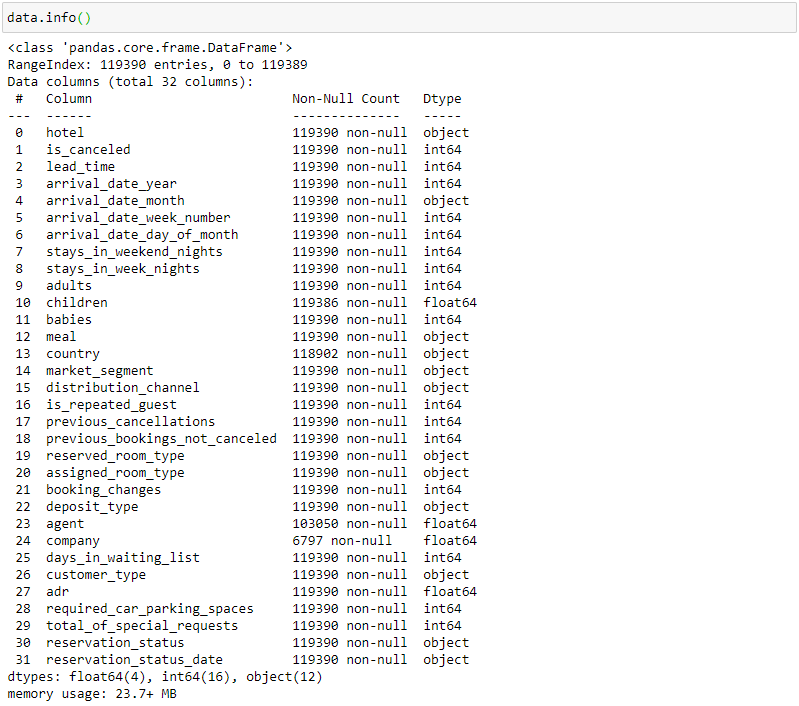 data.info()
<class 'pandas.core.frame.DataFrame'>
RangeIndex: 119390 entries, 0 to 119389
Data columns (total 32 columns):
 #   Column                          Non-Null Count   Dtype
---  ------                          --------------   -----
 0   hotel                           119390 non-null  object
 1   is_canceled                     119390 non-null  int64
 2   lead_time                       119390 non-null  int64
 3   arrival_date_year               119390 non-null  int64
 4   arrival_date_month              119390 non-null  object
 5   arrival_date_week_number        119390 non-null  int64
 6   arrival_date_day_of_month       119390 non-null  int64
 7   stays_in_weekend_nights         119390 non-null  int64
 8   stays_in_week_nights            119390 non-null  int64
 9   adults                          119390 non-null  int64
 10  children                        119386 non-null  float64
 11  babies                          119390 non-null  int64
 12  meal                            119390 non-null  object
 13  country                         118902 non-null  object
 14  market_segment                  119390 non-null  object
 15  distribution_channel            119390 non-null  object
 16  is_repeated_guest               119390 non-null  int64
 17  previous_cancellations          119390 non-null  int64
 18  previous_bookings_not_canceled  119390 non-null  int64
 19  reserved_room_type              119390 non-null  object
 20  assigned_room_type              119390 non-null  object
 21  booking_changes                 119390 non-null  int64
 22  deposit_type                    119390 non-null  object
 23  agent                           103050 non-null  float64
 24  company                         6797 non-null    float64
 25  days_in_waiting_list            119390 non-null  int64
 26  customer_type                   119390 non-null  object
 27  adr                             119390 non-null  float64
 28  required_car_parking_spaces     119390 non-null  int64
 29  total_of_special_requests       119390 non-null  int64
 30  reservation_status              119390 non-null  object
 31  reservation_status_date         119390 non-null  object
dtypes: float64(4), int64(16), object(12)
memory usage: 23.7+ MB